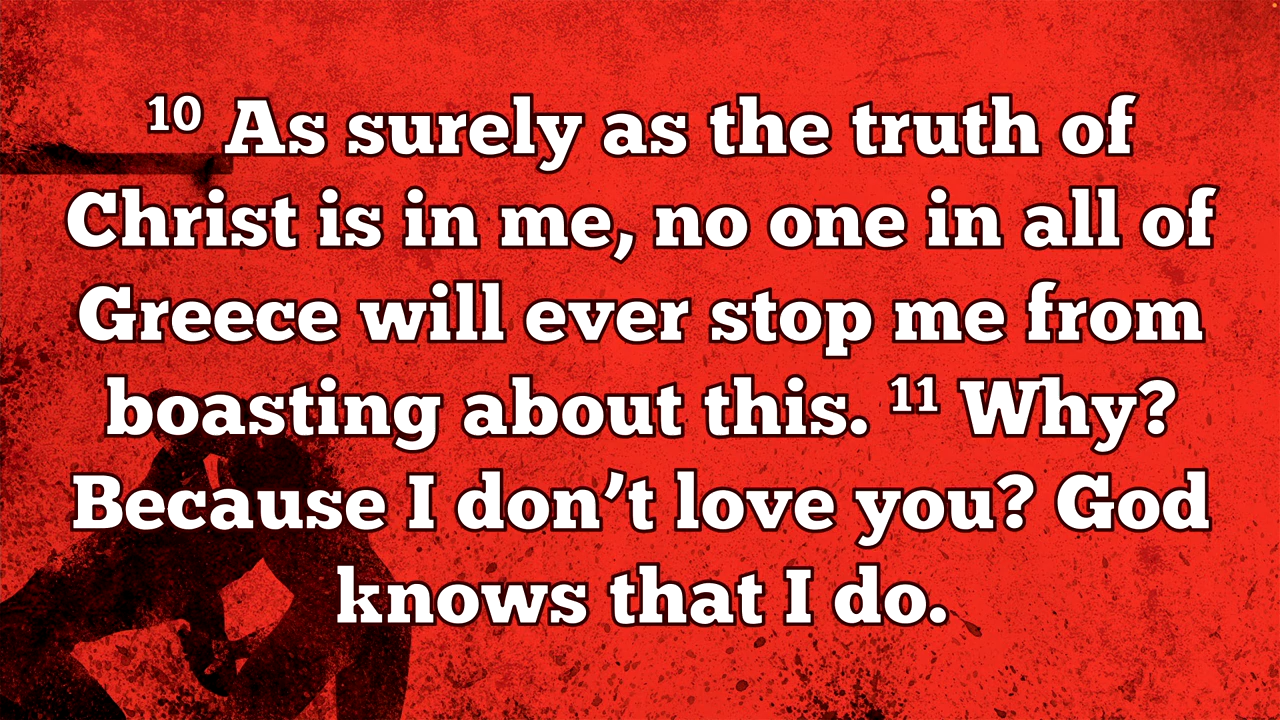 ¹⁰ As surely as the truth of
Christ is in me, no one in all of
Greece will ever stop me from
boasting about this. ¹¹ Why?
Because I don’t love you? God
knows that I do.